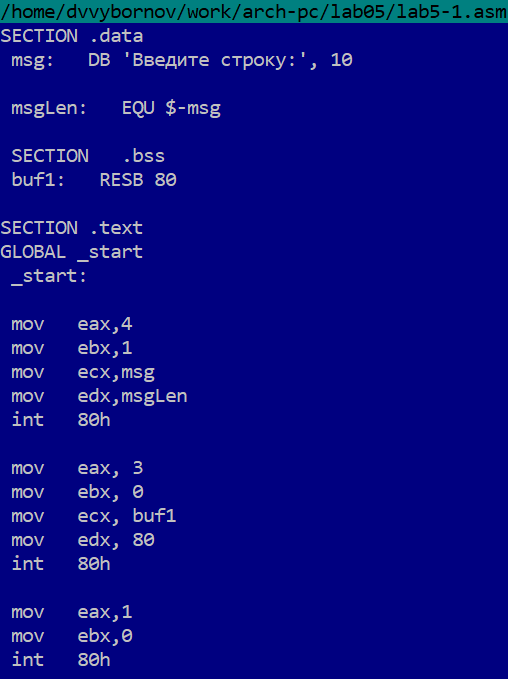 /home/dvvybornov/work/arch-pc/lab05/lab5-1.asm
SECTION .data
msg:   DB 'Введите строку:', 10
msgLen:   EQU $-msg
SECTION   .bss
buf1:   RESB 80
SECTION .text
GLOBAL _start
_start:
mov   eax,4
mov   ebx,1
mov   ecx,msg
mov   edx,msgLen
int   80h
mov   eax, 3
mov   ebx, 0
mov   ecx, buf1
mov   edx, 80
int   80h
mov   eax,1
mov   ebx,0
int   80h